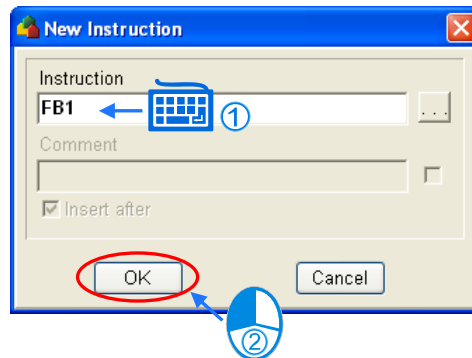 New Instruction
Instruction
FB1
①
...
Comment
Insert after
OK
Cancel
②